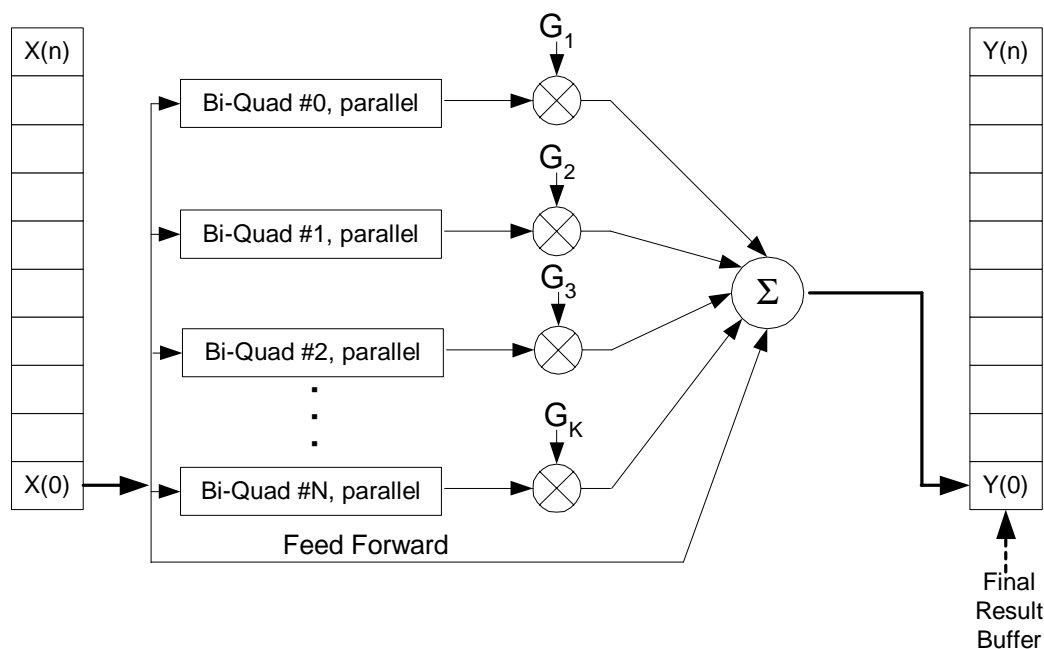 X(n)
G1
Y(n)
Bi-Quad #0, parallel
G2
Bi-Quad #1, parallel
G3
Σ
Bi-Quad #2, parallel
GK
X(0)
Bi-Quad #N, parallel
Y(0)
Feed Forward
Final
Result
Buffer